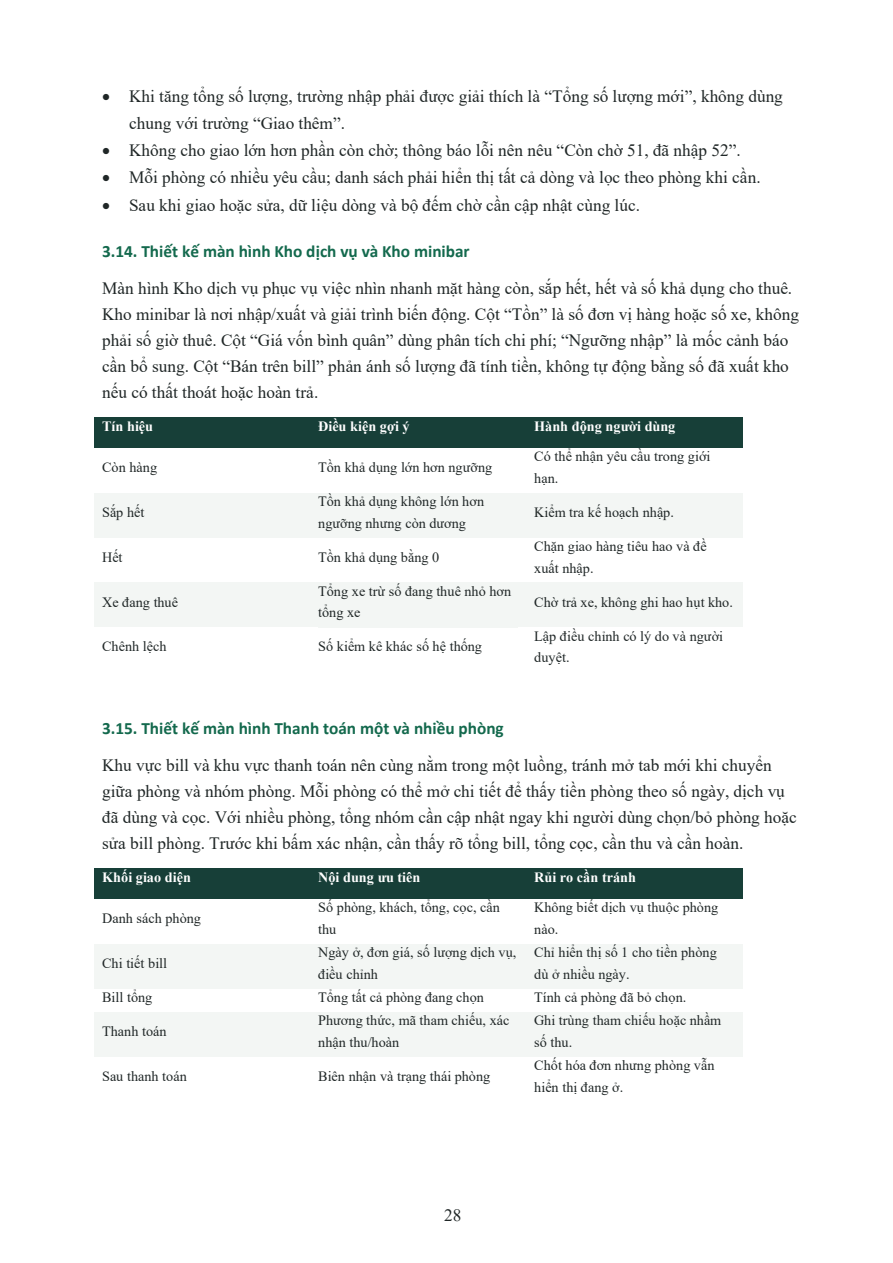 • Khi tăng tổng số lượng, trường nhập phải được giải thích là “Tổng số lượng mới”, không dùng
chung với trường “Giao thêm”.
• Không cho giao lớn hơn phần còn chờ; thông báo lỗi nên nêu “Còn chờ 51, đã nhập 52”.
• Mỗi phòng có nhiều yêu cầu; danh sách phải hiển thị tất cả dòng và lọc theo phòng khi cần.
• Sau khi giao hoặc sửa, dữ liệu dòng và bộ đếm chờ cần cập nhật cùng lúc.
3.14. Thiết kế màn hình Kho dịch vụ và Kho minibar
Màn hình Kho dịch vụ phục vụ việc nhìn nhanh mặt hàng còn, sắp hết, hết và số khả dụng cho thuê.
Kho minibar là nơi nhập/xuất và giải trình biến động. Cột “Tồn” là số đơn vị hàng hoặc số xe, không
phải số giờ thuê. Cột “Giá vốn bình quân” dùng phân tích chi phí; “Ngưỡng nhập” là mốc cảnh báo
cần bổ sung. Cột “Bán trên bill” phản ánh số lượng đã tính tiền, không tự động bằng số đã xuất kho
nếu có thất thoát hoặc hoàn trả.
Tín hiệu Điều kiện gợi ý Hành động người dùng
Còn hàng Tồn khả dụng lớn hơn ngưỡng Có thể nhận yêu cầu trong giới
hạn.
Sắp hết Tồn khả dụng không lớn hơn
ngưỡng nhưng còn dương Kiểm tra kế hoạch nhập.
Hết Tồn khả dụng bằng 0 Chặn giao hàng tiêu hao và đề
xuất nhập.
Xe đang thuê Tổng xe trừ số đang thuê nhỏ hơn
tổng xe Chờ trả xe, không ghi hao hụt kho.
Chênh lệch Số kiểm kê khác số hệ thống Lập điều chỉnh có lý do và người
duyệt.
3.15. Thiết kế màn hình Thanh toán một và nhiều phòng
Khu vực bill và khu vực thanh toán nên cùng nằm trong một luồng, tránh mở tab mới khi chuyển
giữa phòng và nhóm phòng. Mỗi phòng có thể mở chi tiết để thấy tiền phòng theo số ngày, dịch vụ
đã dùng và cọc. Với nhiều phòng, tổng nhóm cần cập nhật ngay khi người dùng chọn/bỏ phòng hoặc
sửa bill phòng. Trước khi bấm xác nhận, cần thấy rõ tổng bill, tổng cọc, cần thu và cần hoàn.
Khối giao diện Nội dung ưu tiên Rủi ro cần tránh
Danh sách phòng Số phòng, khách, tổng, cọc, cần
thu Không biết dịch vụ thuộc phòng
nào.
Chi tiết bill Ngày ở, đơn giá, số lượng dịch vụ,
điều chỉnh Chỉ hiển thị số 1 cho tiền phòng
dù ở nhiều ngày.
Bill tổng Tổng tất cả phòng đang chọn Tính cả phòng đã bỏ chọn.
Thanh toán Phương thức, mã tham chiếu, xác
nhận thu/hoàn Ghi trùng tham chiếu hoặc nhầm
số thu.
Sau thanh toán Biên nhận và trạng thái phòng Chốt hóa đơn nhưng phòng vẫn
hiển thị đang ở.
28